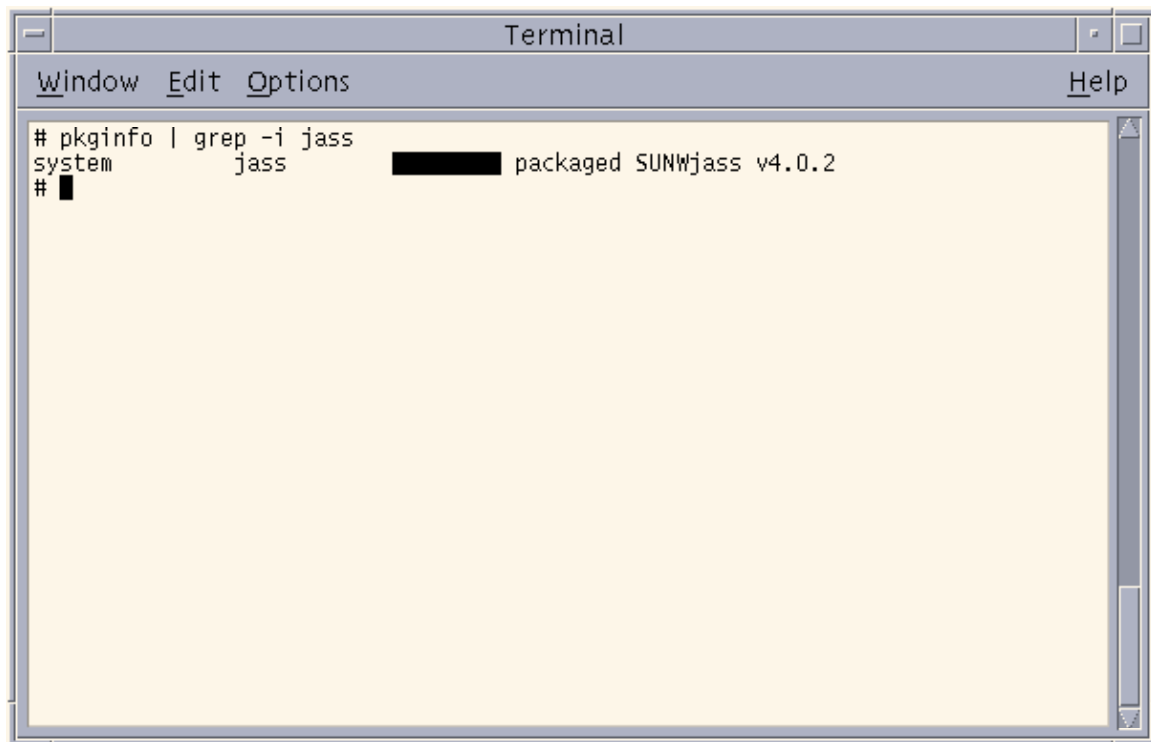 Terminal
Window Edit Options Help
# pkginfo | grep -i jass
system jass packaged SUNWjass v4.0.2
#